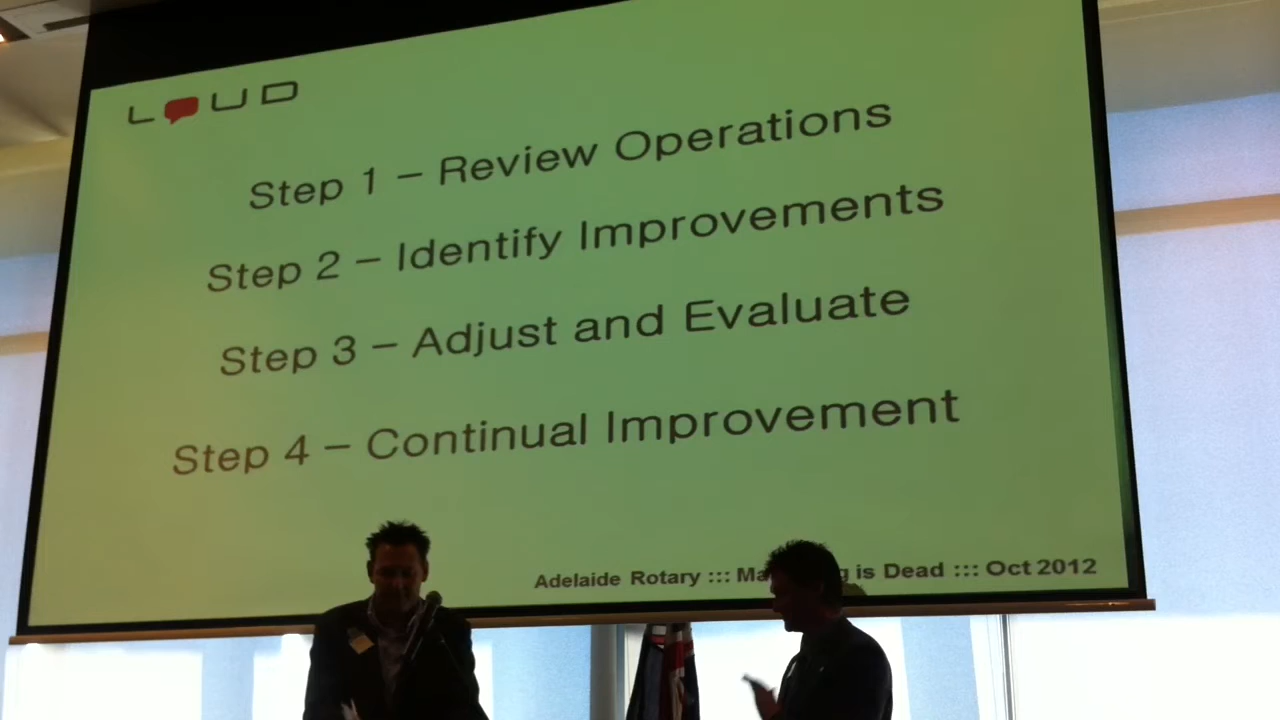 LOUD
Step 1 – Review Operations
Step 2 – Identify Improvements
Step 3 – Adjust and Evaluate
Step 4 – Continual Improvement
Adelaide Rotary ::: is Dead ::: Oct 2012